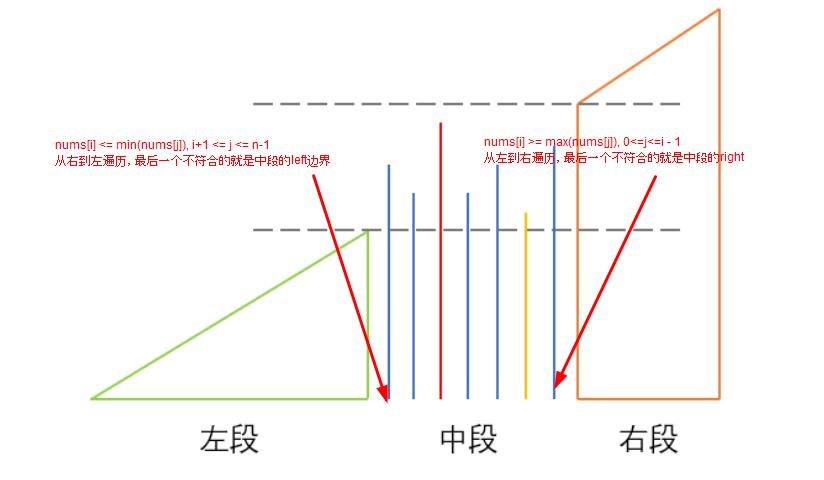 nums[i] <= min(nums[j]), i+1 <= j <= n-1
从右到左遍历, 最后一个不符合的就是中段的left边界
nums[i] >= max(nums[j]), 0<=j<=i - 1
从左到右遍历, 最后一个不符合的就是中段的right
左段
中段
右段